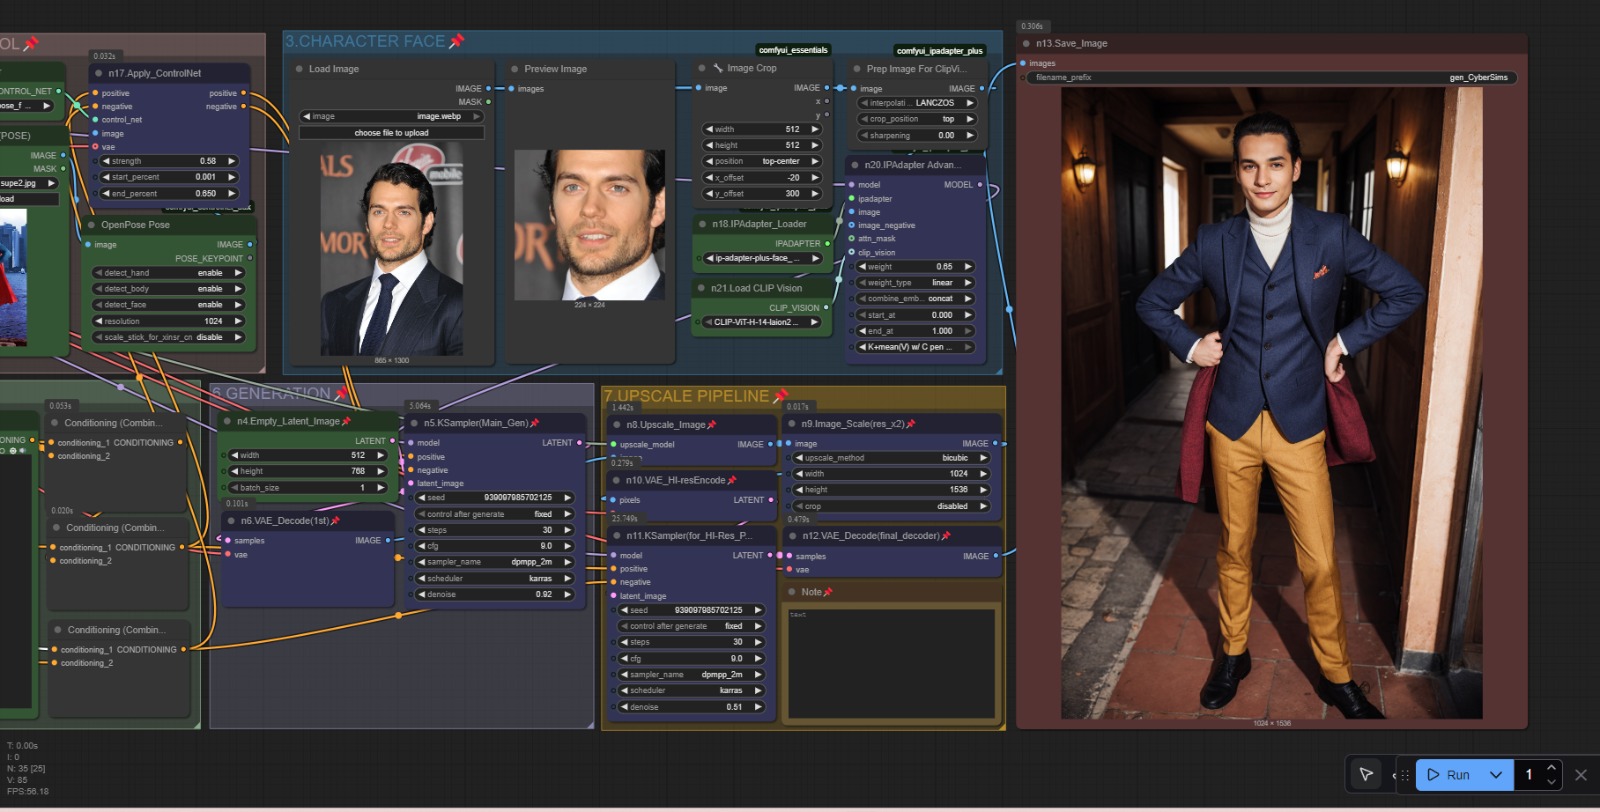 OL
0.032s
n17.Apply_ControlNet
CONTROL_NET
positive
positive
negative
negative
control_net
image
vae
strength 0.58
start_percent 0.001
end_percent 0.650
(POSE)
IMAGE
MASK
supe2.jpg
load
OpenPose Pose
image
IMAGE
POSE_KEYPOINT
detect_hand enable
detect_body enable
detect_face enable
resolution 1024
scale_stick_for_xinsr_cn disable
3.CHARACTER FACE
Load Image
IMAGE
MASK
image image.webp
choose file to upload
ALS
mobile
MOR
865 × 1300
Preview Image
images
OR
224 × 224
comfyui_essentials
Image Crop
image
IMAGE
x
y
width 512
height 512
position top-center
x_offset -20
y_offset 300
n18.IPAdapter_Loader
IPADAPTER
ip-adapter-plus-face_...
n21.Load CLIP Vision
CLIP_VISION
CLIP-ViT-H-14-laion2...
comfyui_ipadapter_plus
Prep Image For ClipVi...
image
IMAGE
interpolati... LANCZOS
crop_position top
sharpening 0.00
n20.IPAdapter Advan...
model
MODEL
ipadapter
image
image_negative
attn_mask
clip_vision
weight 0.65
weight_type linear
combine_emb... concat
start_at 0.000
end_at 1.000
K+mean(V) w/ C pen...
0.306s
n13.Save_Image
images
filename_prefix gen_CyberSims
1024 × 1536
0.053s
Conditioning (Combin...
conditioning_1 CONDITIONING
conditioning_2
0.020s
Conditioning (Combin...
conditioning_1 CONDITIONING
conditioning_2
Conditioning (Combin...
conditioning_1 CONDITIONING
conditioning_2
6.GENERATION
n4.Empty_Latent_Image
LATENT
width 512
height 768
batch_size 1
0.101s
n6.VAE_Decode(1st)
samples
IMAGE
vae
5.064s
n5.KSampler(Main_Gen)
model
LATENT
positive
negative
latent_image
seed 939097985702125
control after generate fixed
steps 30
cfg 9.0
sampler_name dpmpp_2m
scheduler karras
denoise 0.92
7.UPSCALE PIPELINE
1.442s
n8.Upscale_Image
upscale_model
IMAGE
0.279s
n10.VAE_HI-resEncode
pixels
LATENT
25.749s
n11.KSampler(for_HI-Res_P...
model
LATENT
positive
negative
latent_image
seed 939097985702125
control after generate fixed
steps 30
cfg 9.0
sampler_name dpmpp_2m
scheduler karras
denoise 0.51
0.017s
n9.Image_Scale(res_x2)
image
IMAGE
upscale_method bicubic
width 1024
height 1536
crop disabled
0.479s
n12.VAE_Decode(final_decoder)
samples
IMAGE
vae
Note
T: 0.00s
I: 0
N: 35 [25]
V: 85
FPS:56.18
Run
1